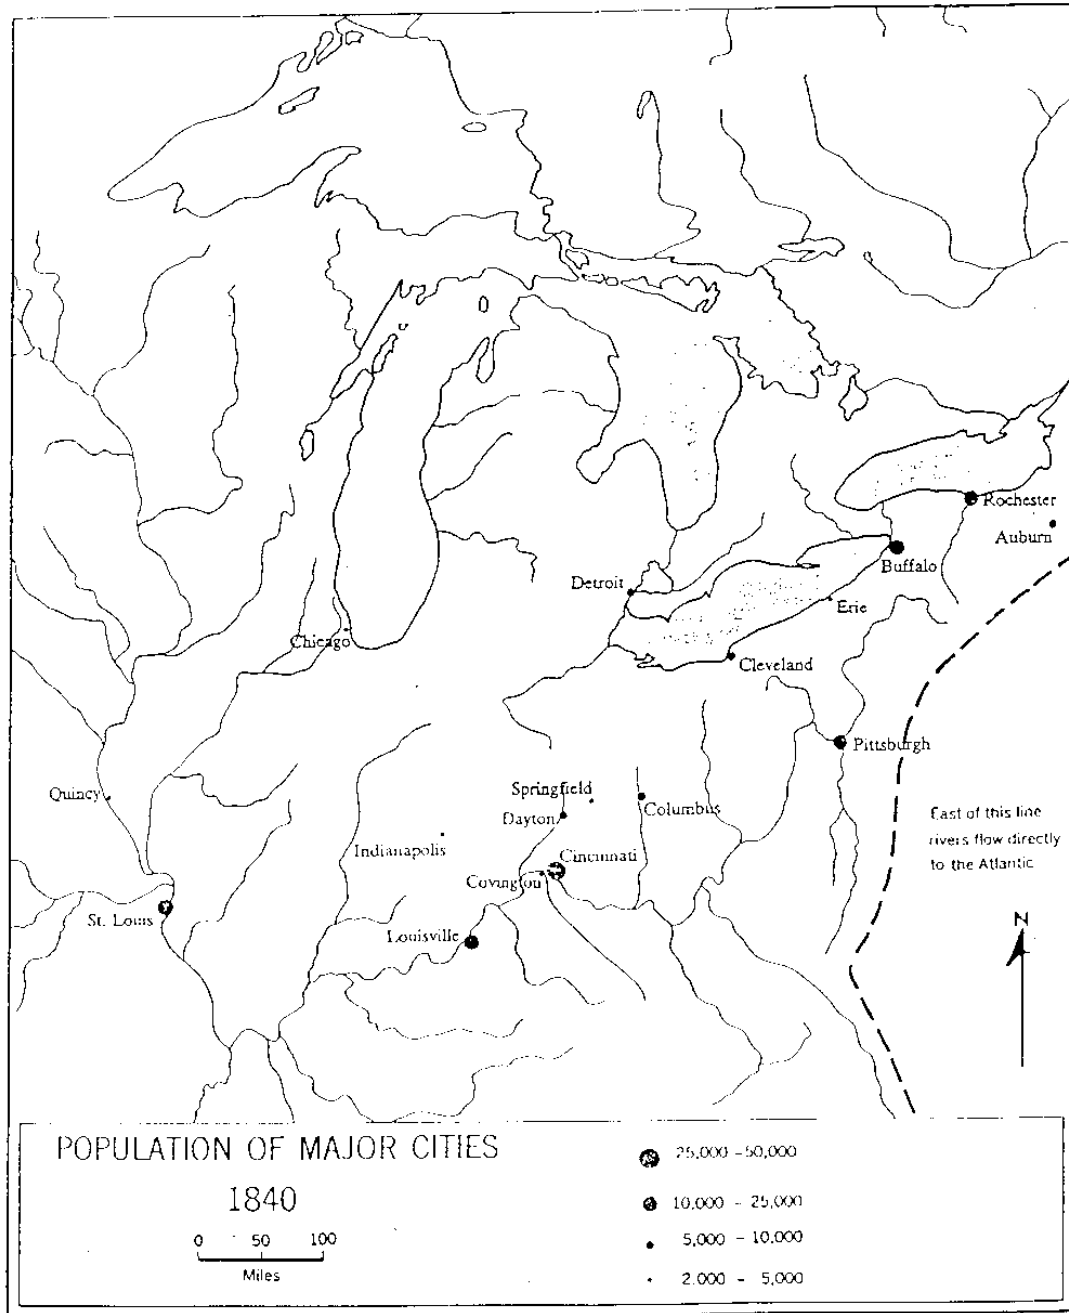 Rochester
Auburn
Buffalo
Detroit
Erie
Chicago
Cleveland
Pittsburgh
Quincy
Springfield
Columbus
Dayton
East of this line
rivers flow directly
to the Atlantic
Indianapolis
Cincinnati
Covington
St. Louis
Louisville
N
POPULATION OF MAJOR CITIES
1840
0 50 100
Miles
25,000 - 50,000
10,000 - 25,000
5,000 - 10,000
2,000 - 5,000